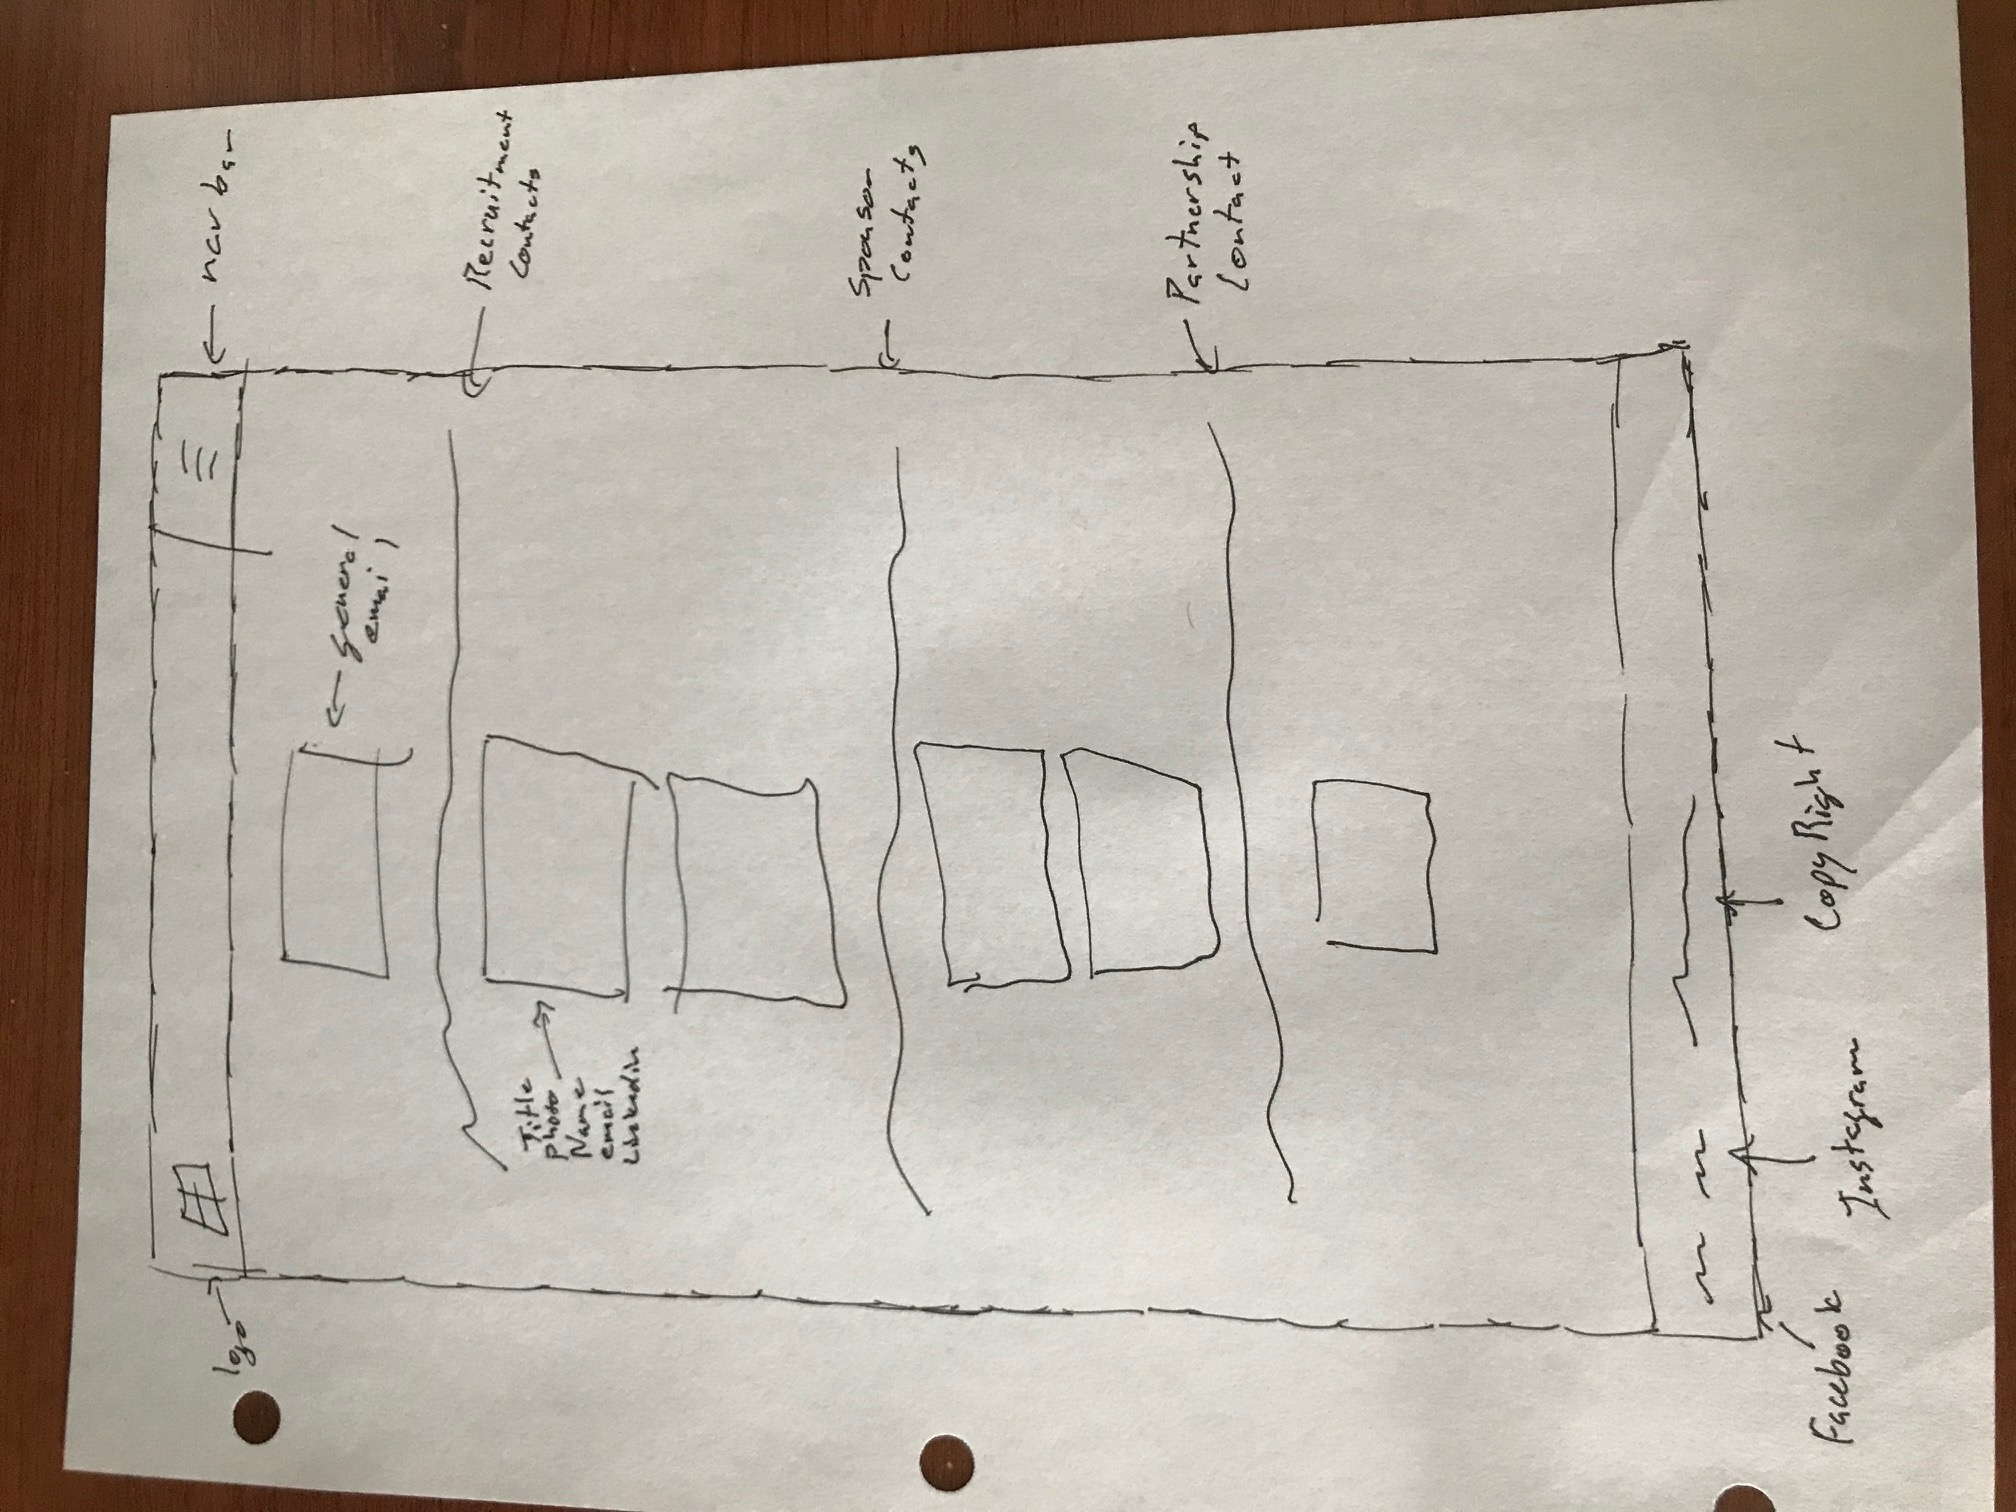 logo
nav bar
general
email
Recruitment
Contacts
Title
photo
Name
email
Linkedin
Sponsor
Contacts
Partnership
Contact
Facebook
Instagram
CopyRight